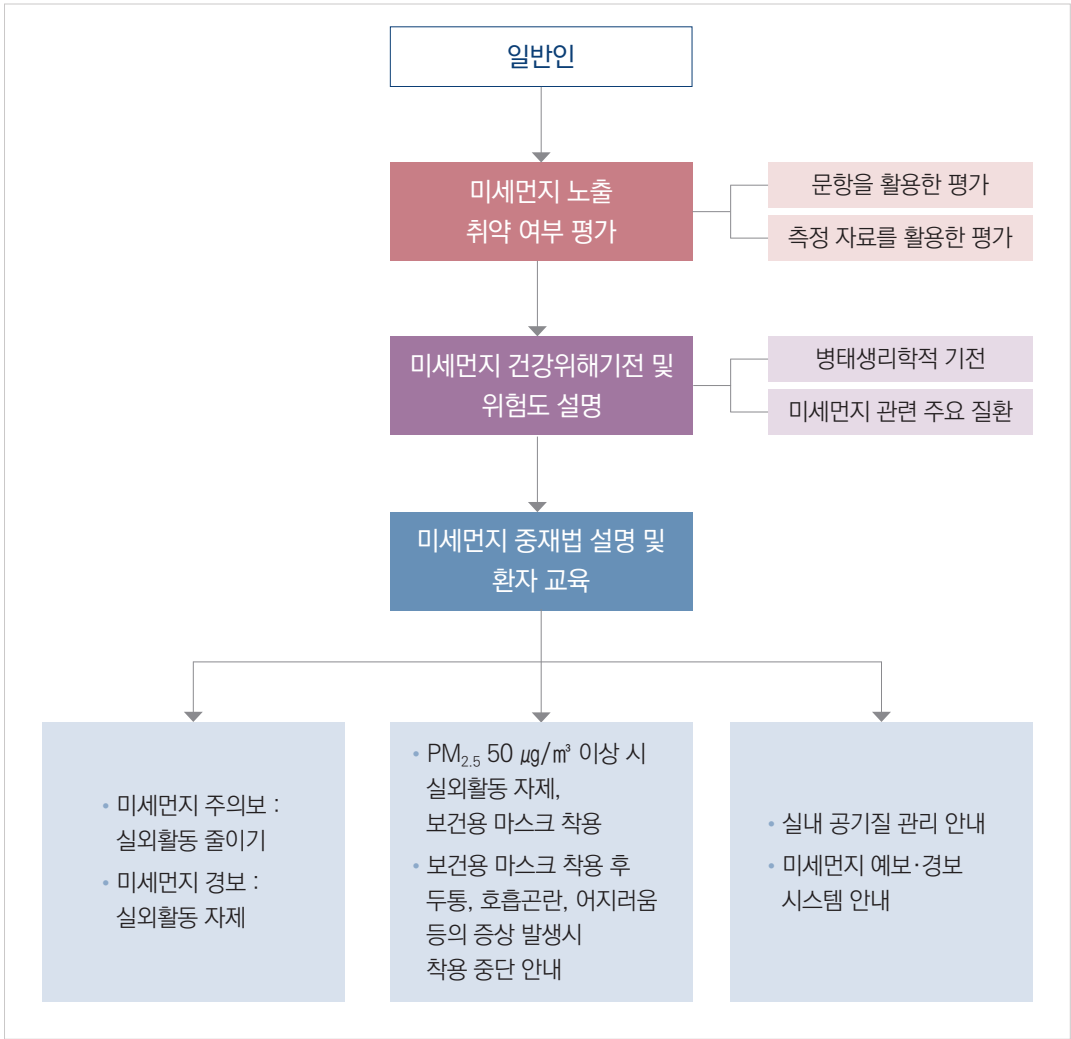 일반인
미세먼지 노출
취약 여부 평가
문항을 활용한 평가
측정 자료를 활용한 평가
미세먼지 건강위해기전 및
위험도 설명
병태생리학적 기전
미세먼지 관련 주요 질환
미세먼지 중재법 설명 및
환자 교육
• 미세먼지 주의보 :
실외활동 줄이기
• 미세먼지 경보 :
실외활동 자제
• PM₂.₅ 50 ㎍/㎥ 이상 시
실외활동 자제,
보건용 마스크 착용
• 보건용 마스크 착용 후
두통, 호흡곤란, 어지러움
등의 증상 발생시
착용 중단 안내
• 실내 공기질 관리 안내
• 미세먼지 예보·경보
시스템 안내